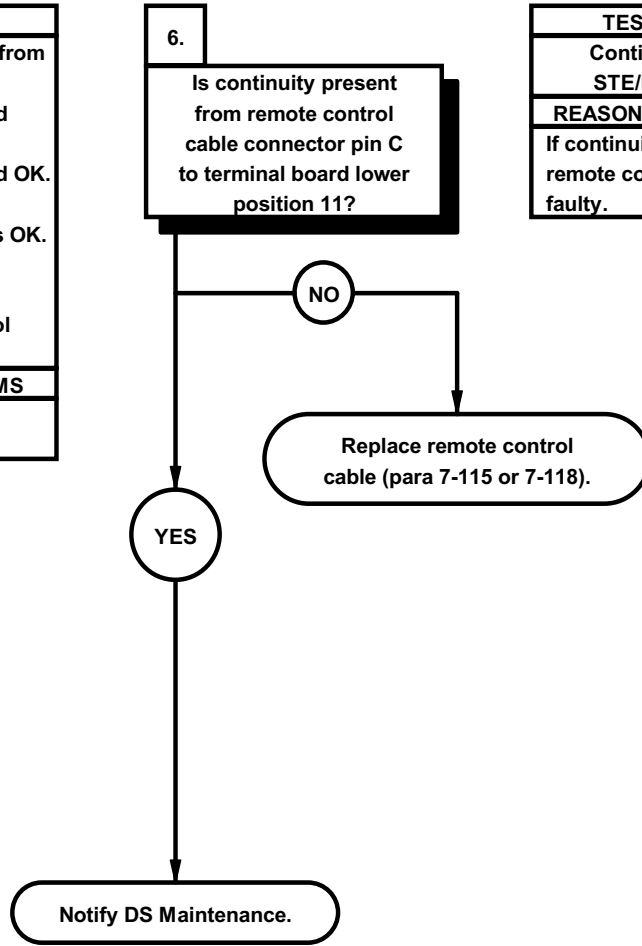 from
d
d OK.
s OK.
ol
MS
6.
Is continuity present
from remote control
cable connector pin C
to terminal board lower
position 11?
TES
Conti
STE/
REASON
If continui
remote co
faulty.
NO
Replace remote control
cable (para 7-115 or 7-118).
YES
Notify DS Maintenance.